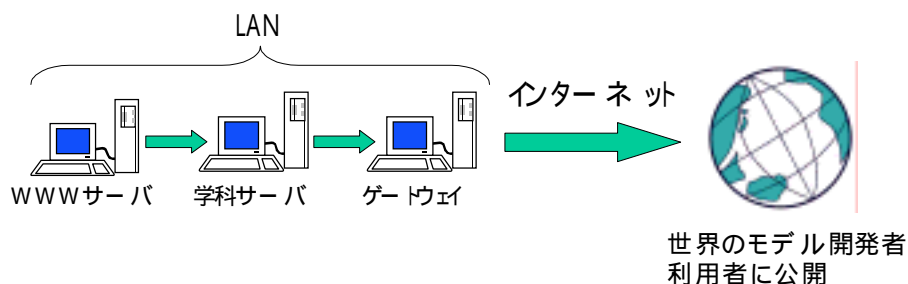 LAN
インターネット
WWWサーバ
学科サーバ
ゲートウェイ
世界のモデル開発者
利用者に公開